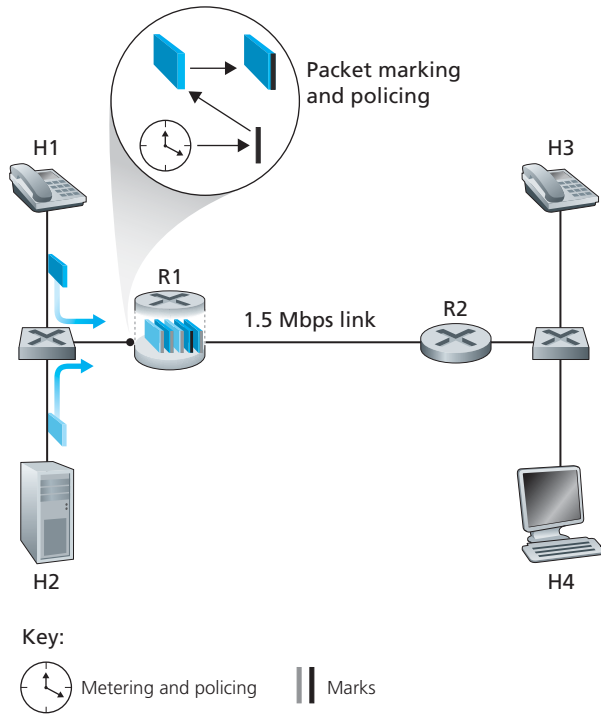 Packet marking
and policing
H1
H3
R1
1.5 Mbps link
R2
H2
H4
Key:
Metering and policing
Marks